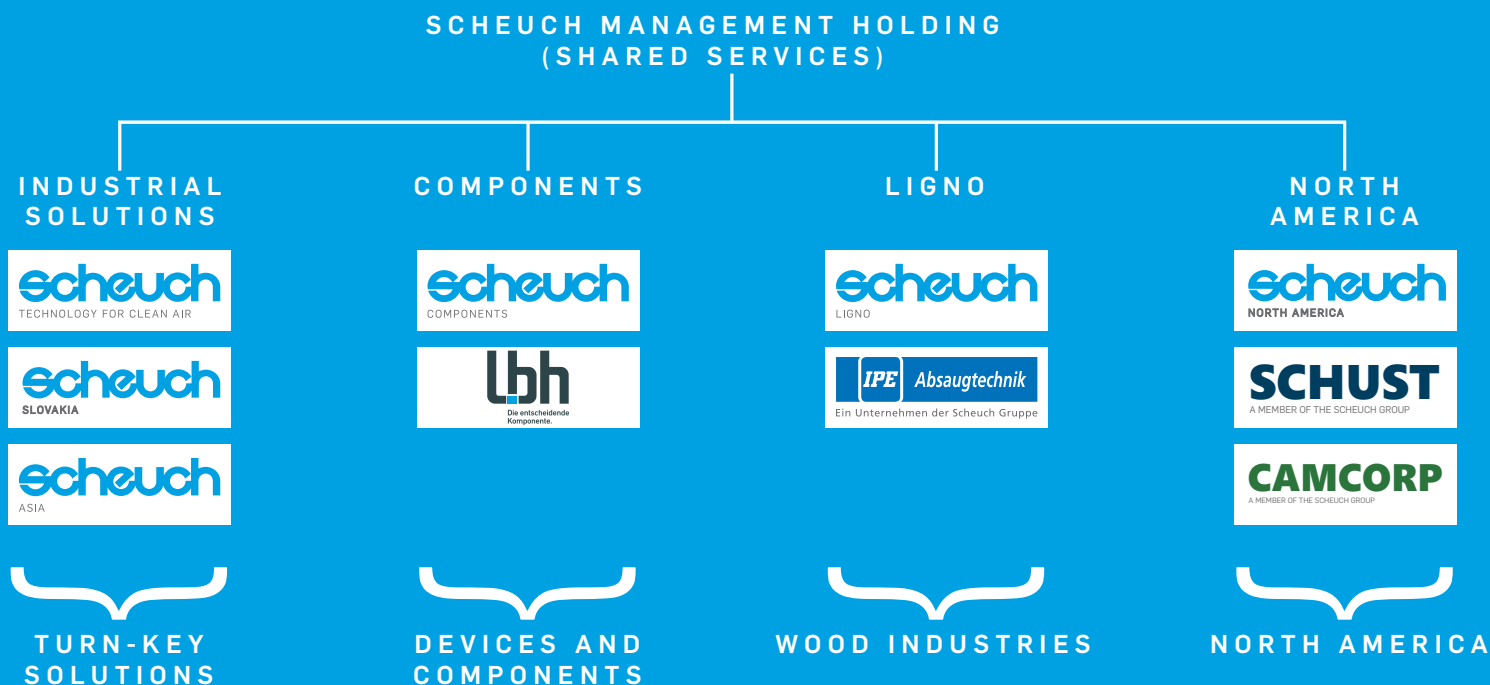 SCHEUCH MANAGEMENT HOLDING
(SHARED SERVICES)
INDUSTRIAL
SOLUTIONS
scheuch
TECHNOLOGY FOR CLEAN AIR
scheuch
SLOVAKIA
scheuch
ASIA
TURN-KEY
SOLUTIONS
COMPONENTS
scheuch
COMPONENTS
lbh
Die entscheidende
Komponente.
DEVICES AND
COMPONENTS
LIGNO
scheuch
LIGNO
IPE Absaugtechnik
Ein Unternehmen der Scheuch Gruppe
WOOD INDUSTRIES
NORTH
AMERICA
scheuch
NORTH AMERICA
SCHUST
A MEMBER OF THE SCHEUCH GROUP
CAMCORP
A MEMBER OF THE SCHEUCH GROUP
NORTH AMERICA